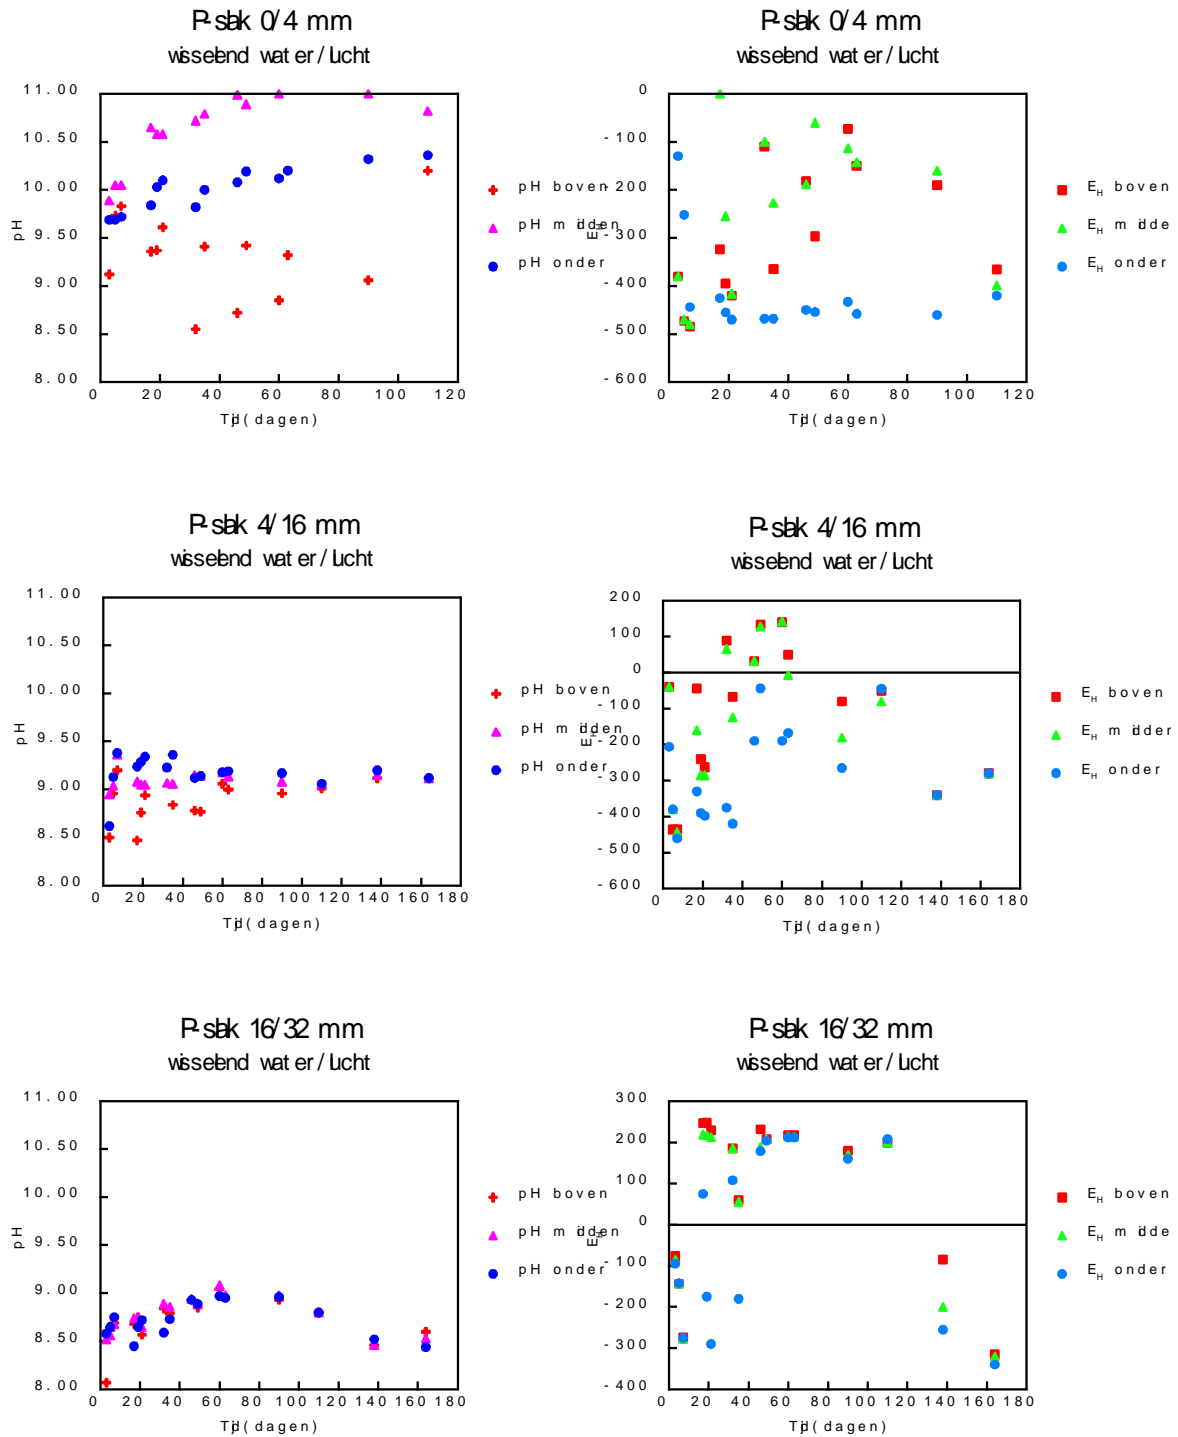 P-slak 0/4 mm
wisselend water/lucht
11.00
10.50
10.00
9.50
9.00
8.50
8.00
pH
0 20 40 60 80 100 120
Tijd(dagen)
pH boven
pH midden
pH onder
P-slak 0/4 mm
wisselend water/lucht
0
-100
-200
-300
-400
-500
-600
EH
0 20 40 60 80 100 120
Tijd(dagen)
EH boven
EH midde
EH onder
P-slak 4/16 mm
wisselend water/lucht
11.00
10.50
10.00
9.50
9.00
8.50
8.00
pH
0 20 40 60 80 100 120 140 160 180
Tijd(dagen)
pH boven
pH midden
pH onder
P-slak 4/16 mm
wisselend water/lucht
200
100
0
-100
-200
-300
-400
-500
-600
EH
0 20 40 60 80 100 120 140 160 180
Tijd(dagen)
EH boven
EH midder
EH onder
P-slak 16/32 mm
wisselend water/lucht
11.00
10.50
10.00
9.50
9.00
8.50
8.00
pH
0 20 40 60 80 100 120 140 160 180
Tijd(dagen)
pH boven
pH midden
pH onder
P-slak 16/32 mm
wisselend water/lucht
300
200
100
0
-100
-200
-300
-400
EH
0 20 40 60 80 100 120 140 160 180
Tijd(dagen)
EH boven
EH midde
EH onder